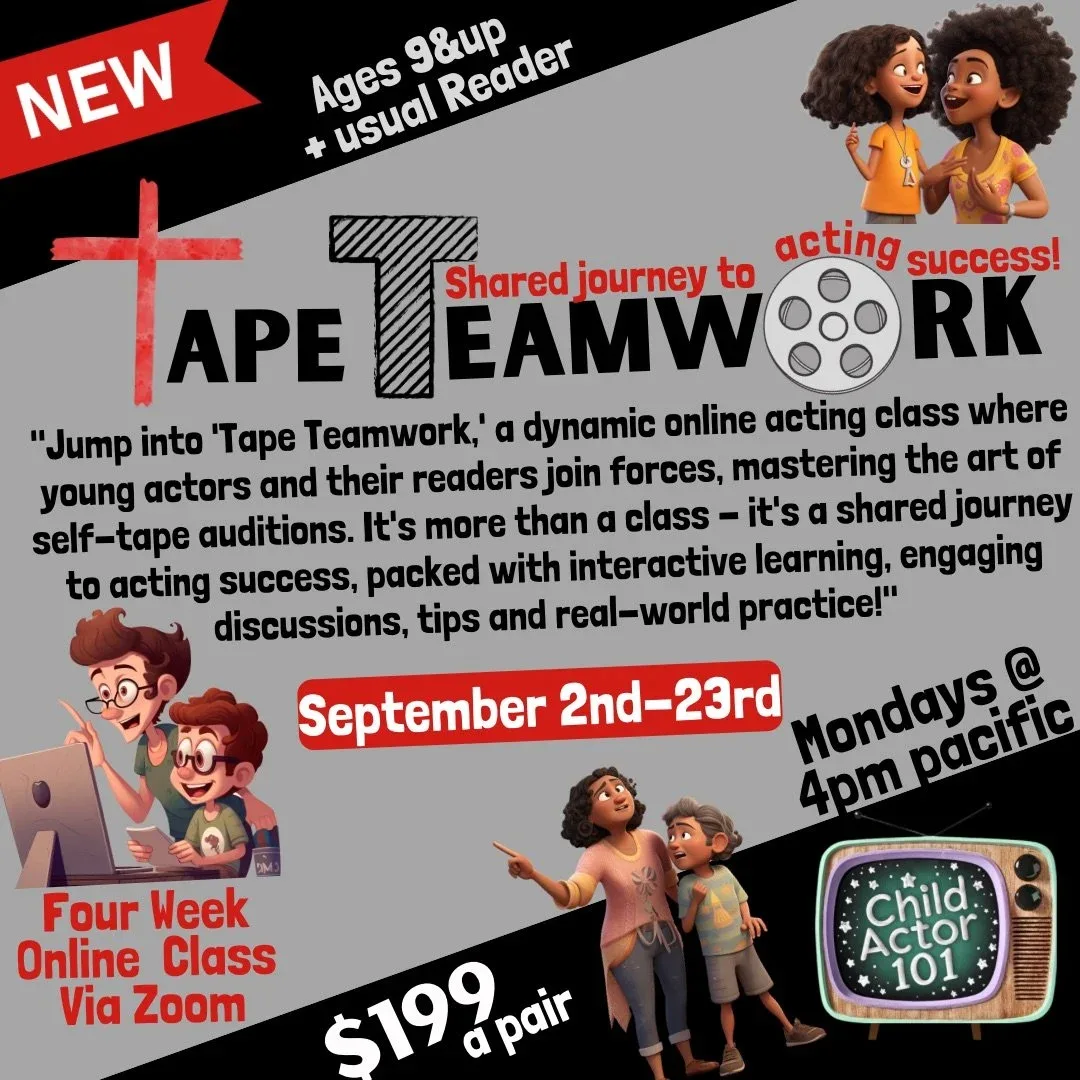 NEW
Ages 9&up
+ usual Reader
Shared journey to acting success!
TAPE TEAMWORK
"Jump into 'Tape Teamwork,' a dynamic online acting class where
young actors and their readers join forces, mastering the art of
self-tape auditions. It's more than a class – it's a shared journey
to acting success, packed with interactive learning, engaging
discussions, tips and real-world practice!"
September 2nd-23rd
Mondays @
4pm pacific
Four Week
Online Class
Via Zoom
$199
a pair
Child
Actor
101